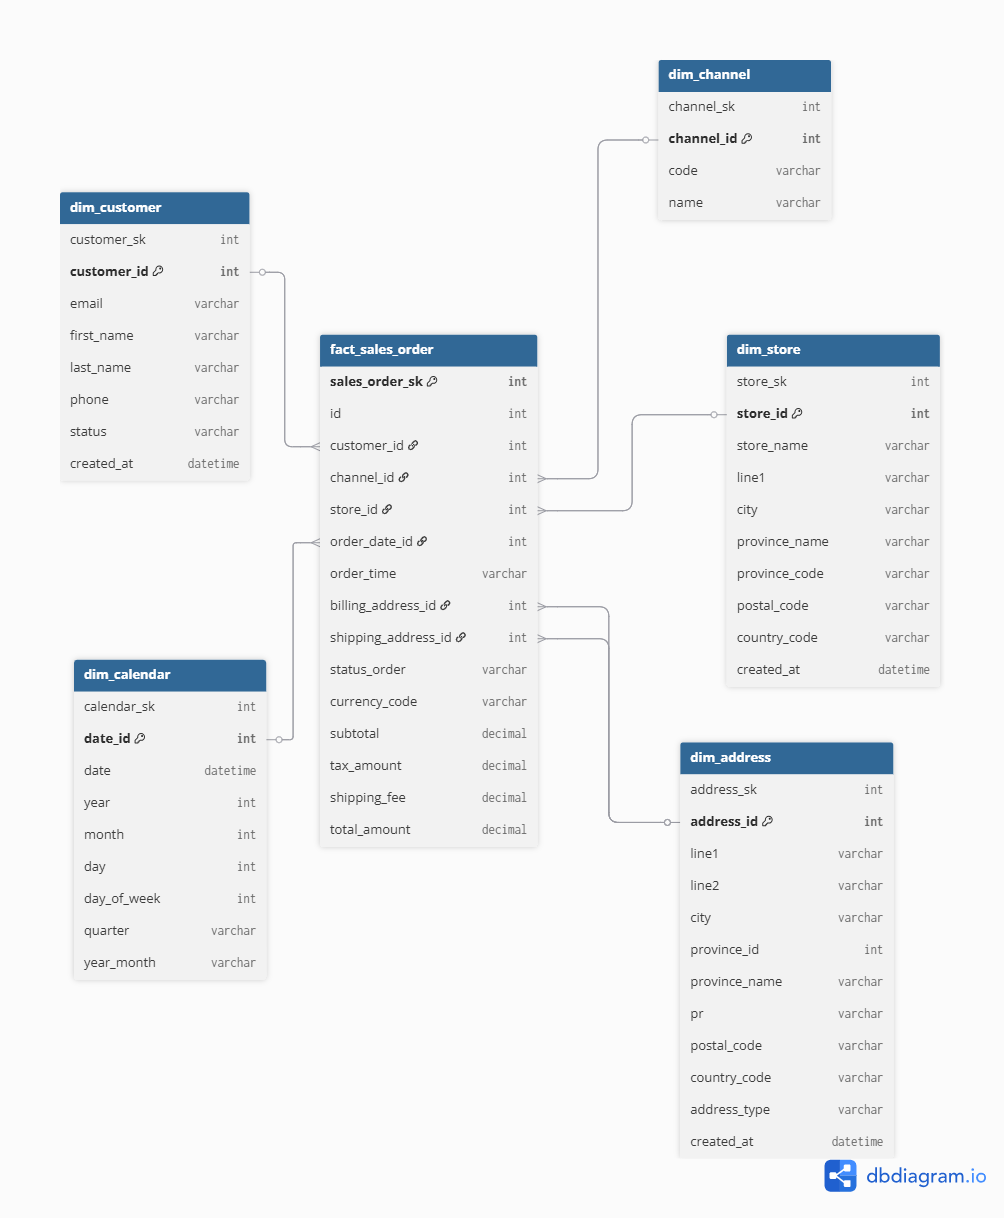 dim_channel
channel_sk int
channel_id int
code varchar
name varchar
dim_customer
customer_sk int
customer_id int
email varchar
first_name varchar
last_name varchar
phone varchar
status varchar
created_at datetime
fact_sales_order
sales_order_sk int
id int
customer_id int
channel_id int
store_id int
order_date_id int
order_time varchar
billing_address_id int
shipping_address_id int
status_order varchar
currency_code varchar
subtotal decimal
tax_amount decimal
shipping_fee decimal
total_amount decimal
dim_store
store_sk int
store_id int
store_name varchar
line1 varchar
city varchar
province_name varchar
province_code varchar
postal_code varchar
country_code varchar
created_at datetime
dim_calendar
calendar_sk int
date_id int
date datetime
year int
month int
day int
day_of_week int
quarter varchar
year_month varchar
dim_address
address_sk int
address_id int
line1 varchar
line2 varchar
city varchar
province_id int
province_name varchar
pr varchar
postal_code varchar
country_code varchar
address_type varchar
created_at datetime
dbdiagram.io